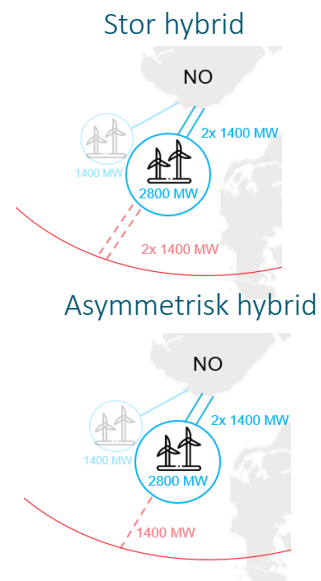 Stor hybrid
NO
2x 1400 MW
1400 MW
2800 MW
2x 1400 MW
Asymmetrisk hybrid
NO
2x 1400 MW
1400 MW
2800 MW
1400 MW